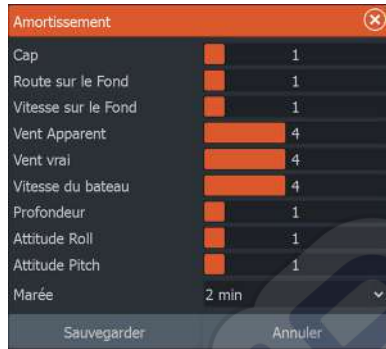 Amortissement
Cap 1
Route sur le Fond 1
Vitesse sur le Fond 1
Vent Apparent 4
Vent vrai 4
Vitesse du bateau 4
Profondeur 1
Attitude Roll 1
Attitude Pitch 1
Marée 2 min
Sauvegarder Annuler